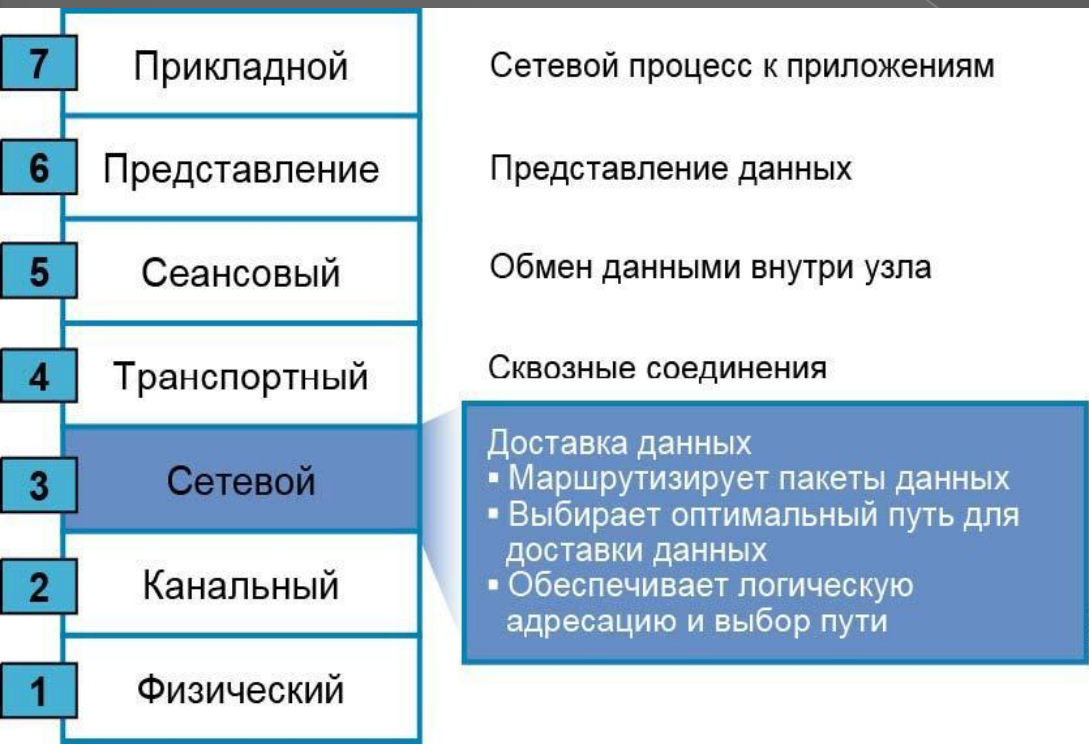 7 Прикладной Сетевой процесс к приложениям
6 Представление Представление данных
5 Сеансовый Обмен данными внутри узла
4 Транспортный Сквозные соединения
3 Сетевой
Доставка данных
▪ Маршрутизирует пакеты данных
▪ Выбирает оптимальный путь для
доставки данных
▪ Обеспечивает логическую
адресацию и выбор пути
2 Канальный
1 Физический